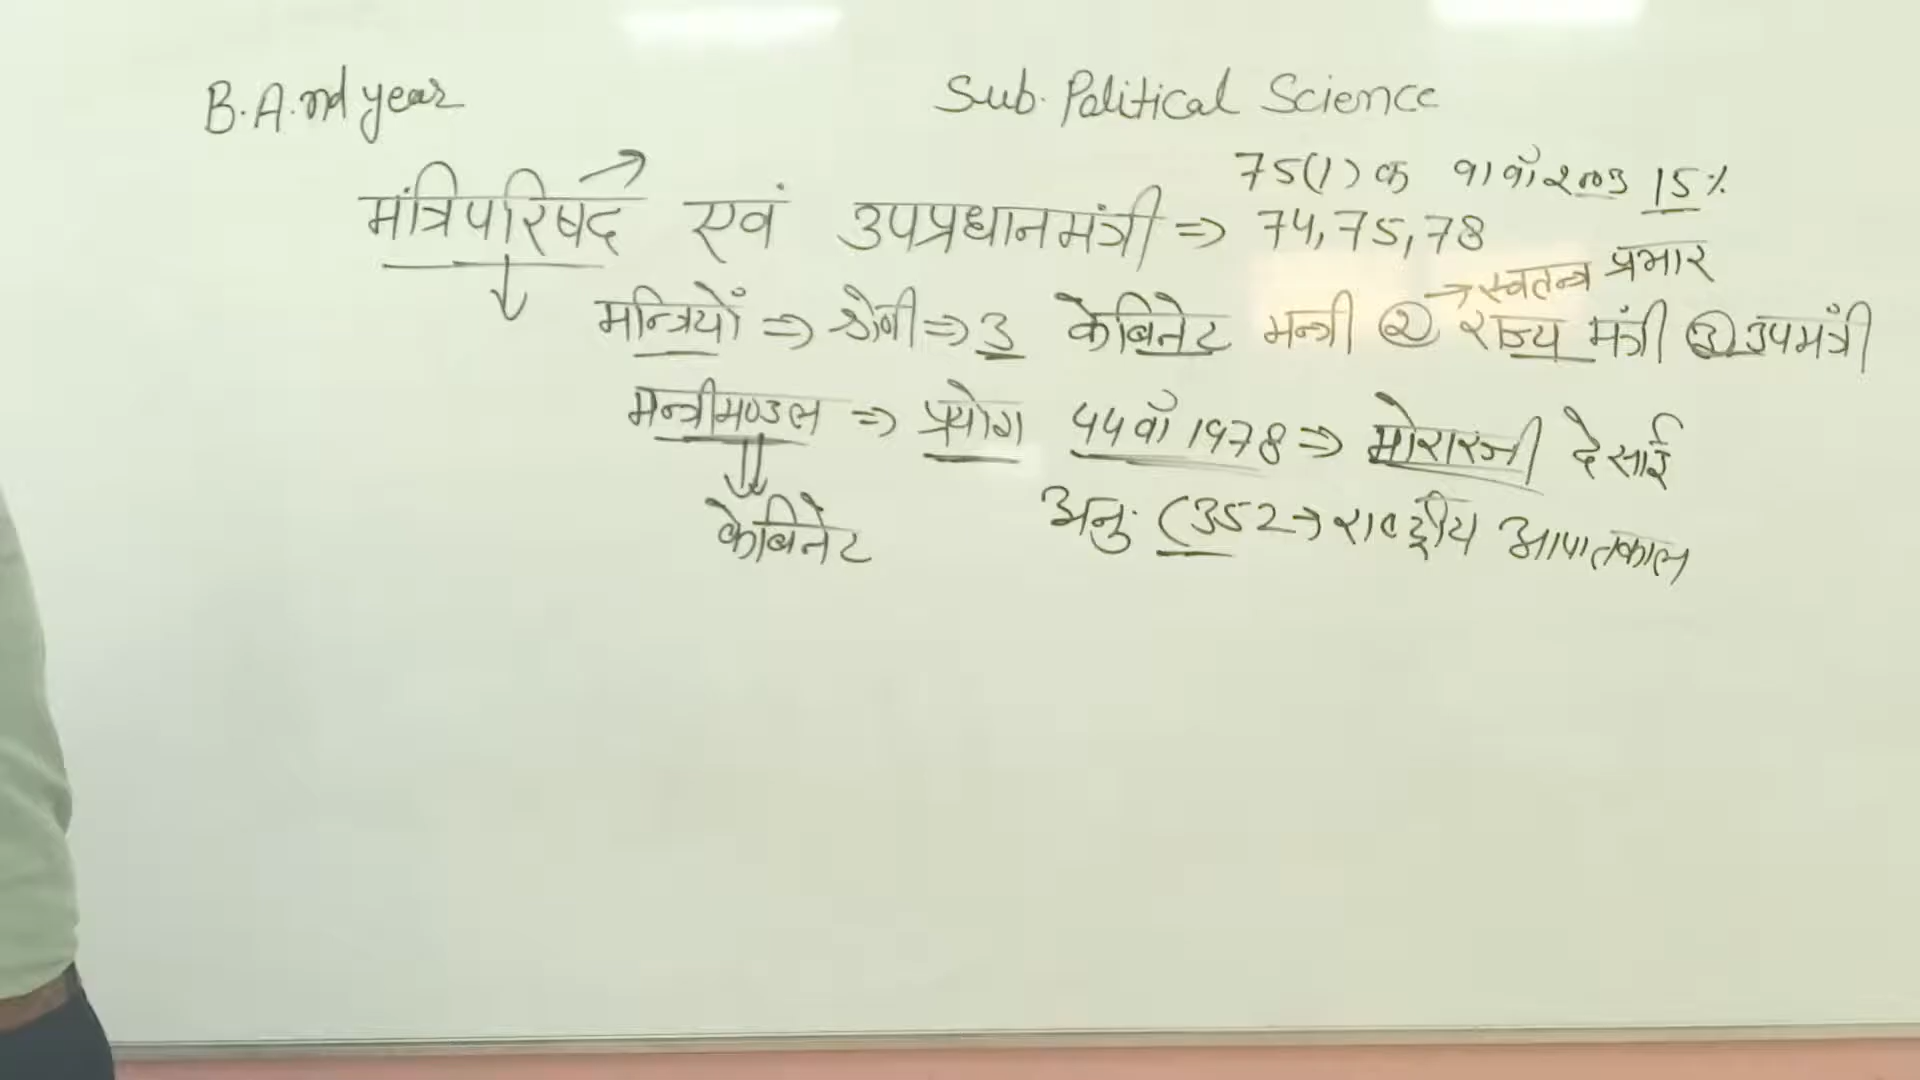 B.A. IInd year
Sub. Political Science
75(1) क 91वाँ 2003 15%
मंत्रिपरिषद एवं उपप्रधानमंत्री ⇒ 74,75,78
→ स्वतन्त्र प्रभार
मन्त्रियों ⇒ श्रेणी ⇒ 3 केबिनेट मन्त्री ② राज्य मंत्री ③ उपमंत्री
मन्त्रीमण्डल ⇒ प्रयोग 44वाँ 1978 ⇒ मोरारजी देसाई
केबिनेट
अनु. (352 → राष्ट्रीय आपातकाल